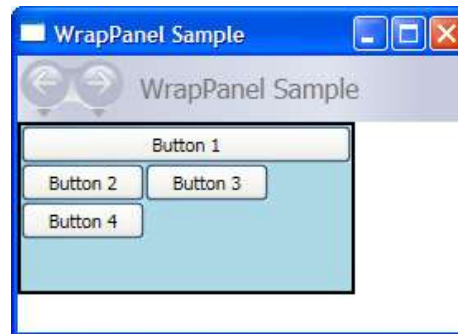 WrapPanel Sample
WrapPanel Sample
Button 1
Button 2 Button 3
Button 4